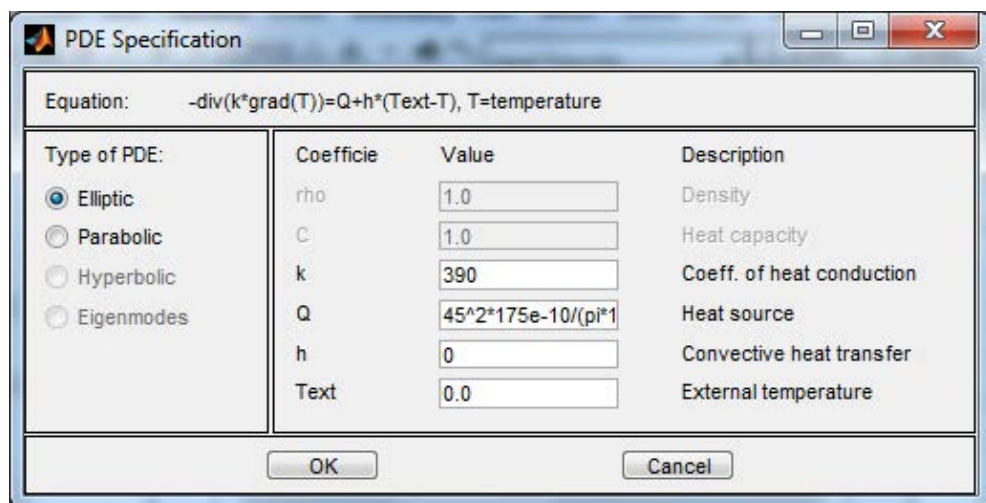 PDE Specification
Equation: -div(k*grad(T))=Q+h*(Text-T), T=temperature
Type of PDE:
Elliptic
Parabolic
Hyperbolic
Eigenmodes
Coefficie Value Description
rho 1.0 Density
C 1.0 Heat capacity
k 390 Coeff. of heat conduction
Q 45^2*175e-10/(pi*1 Heat source
h 0 Convective heat transfer
Text 0.0 External temperature
OK Cancel